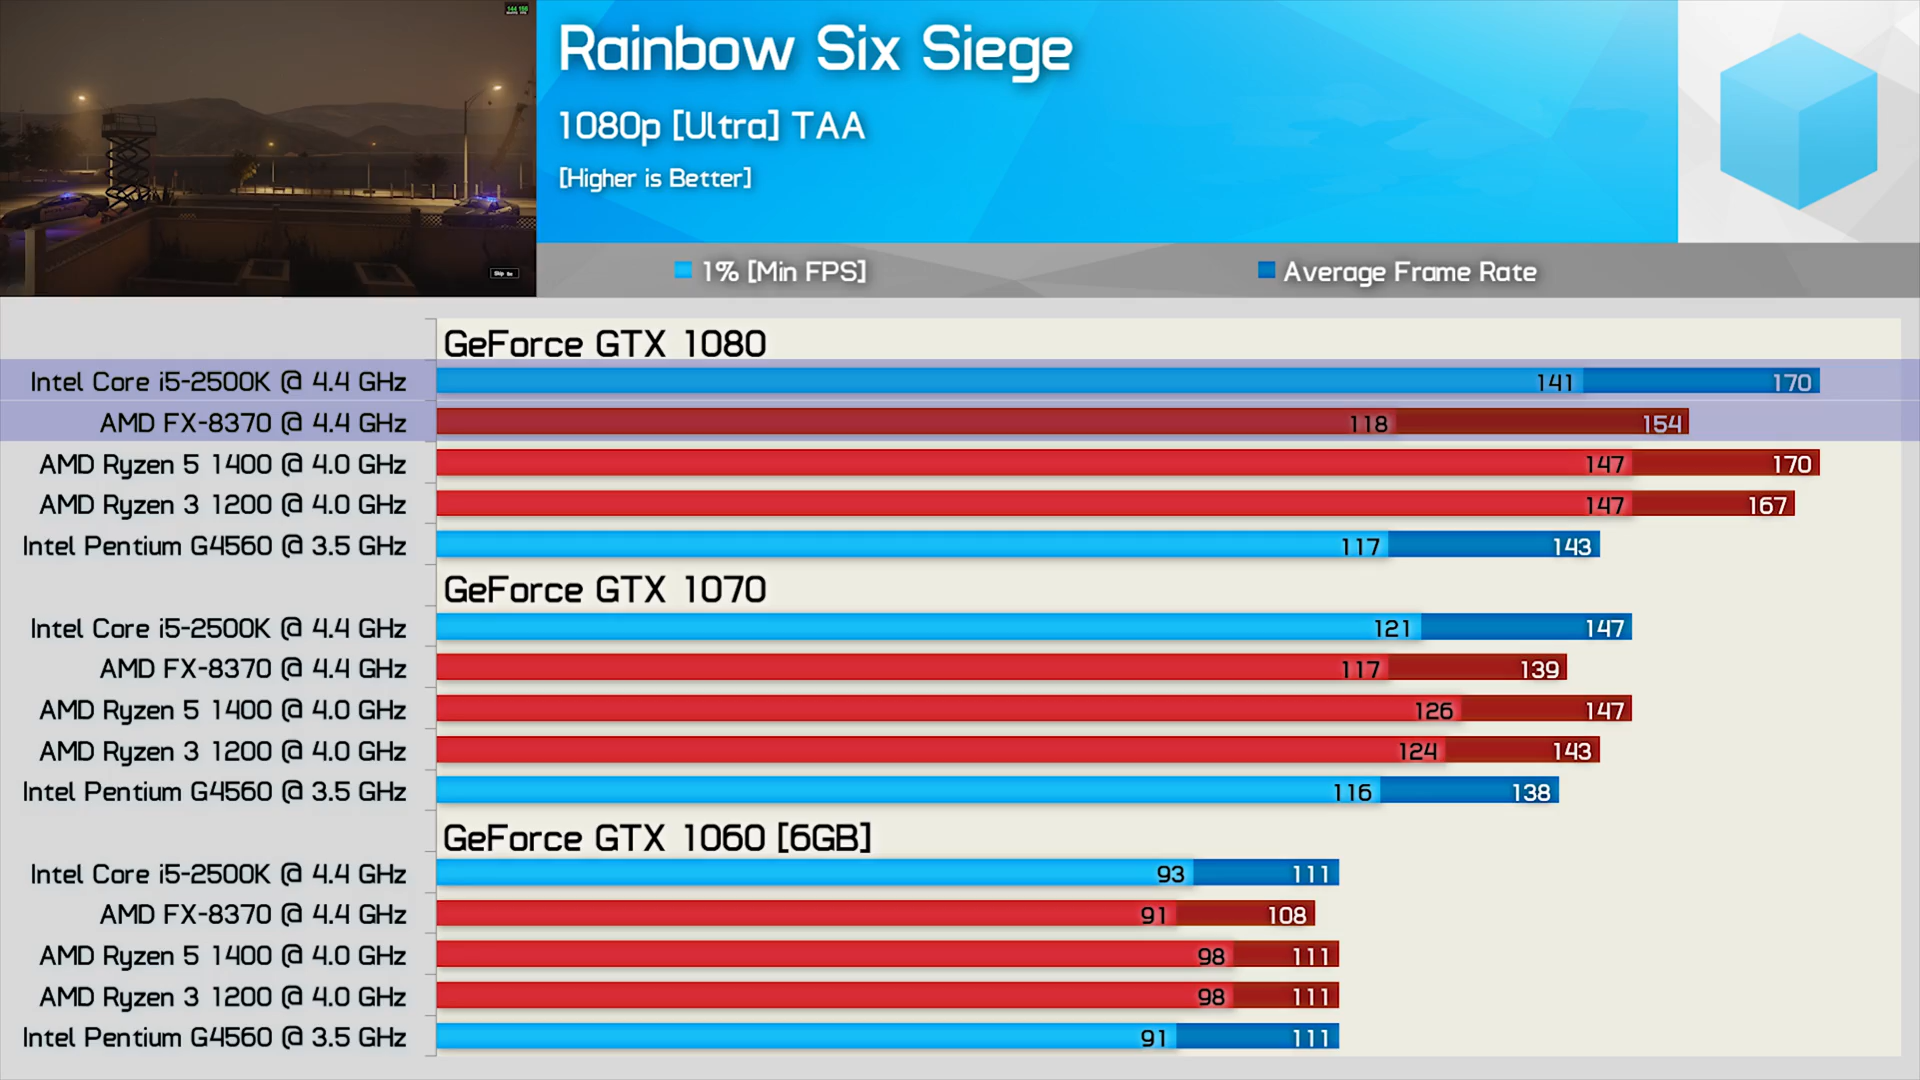 144 156
Skip
Rainbow Six Siege
1080p [Ultra] TAA
[Higher is Better]
1% [Min FPS]
Average Frame Rate
GeForce GTX 1080
Intel Core i5-2500K @ 4.4 GHz 141 170
AMD FX-8370 @ 4.4 GHz 118 154
AMD Ryzen 5 1400 @ 4.0 GHz 147 170
AMD Ryzen 3 1200 @ 4.0 GHz 147 167
Intel Pentium G4560 @ 3.5 GHz 117 143
GeForce GTX 1070
Intel Core i5-2500K @ 4.4 GHz 121 147
AMD FX-8370 @ 4.4 GHz 117 139
AMD Ryzen 5 1400 @ 4.0 GHz 126 147
AMD Ryzen 3 1200 @ 4.0 GHz 124 143
Intel Pentium G4560 @ 3.5 GHz 116 138
GeForce GTX 1060 [6GB]
Intel Core i5-2500K @ 4.4 GHz 93 111
AMD FX-8370 @ 4.4 GHz 91 108
AMD Ryzen 5 1400 @ 4.0 GHz 98 111
AMD Ryzen 3 1200 @ 4.0 GHz 98 111
Intel Pentium G4560 @ 3.5 GHz 91 111